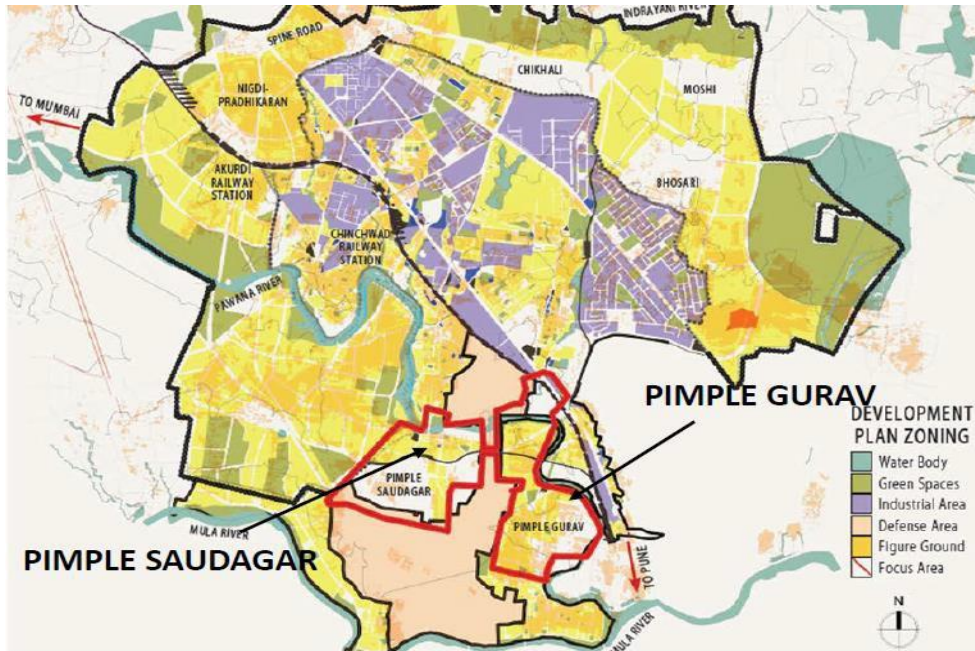 INDRAYANI RIVER
SPINE ROAD
CHIKHALI
MOSHI
NIGDI-
PRADHIKARAN
TO MUMBAI
AKURDI
RAILWAY
STATION
BHOSARI
CHINCHWAD
RAILWAY
STATION
PAWANA RIVER
PIMPLE GURAV
DEVELOPMENT
PLAN ZONING
Water Body
Green Spaces
Industrial Area
Defense Area
Figure Ground
Focus Area
PIMPLE
SAUDAGAR
PIMPLE GURAV
MULA RIVER
PIMPLE SAUDAGAR
TO PUNE
N
MULA RIVER